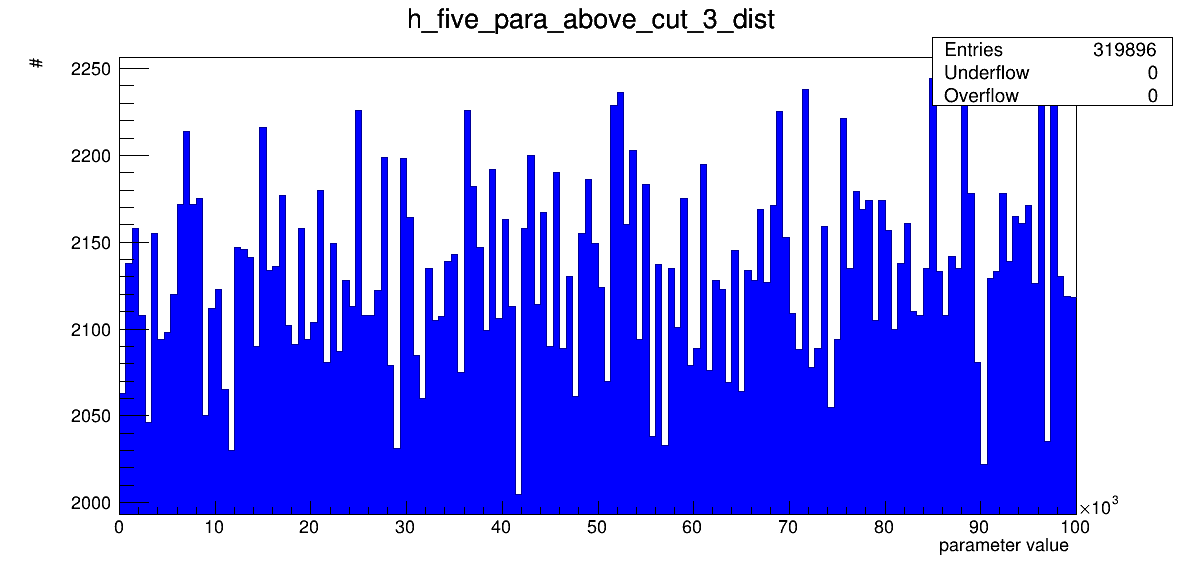 h_five_para_above_cut_3_dist
#
Entries 319896
Underflow 0
Overflow 0
2250
2200
2150
2100
2050
2000
0 10 20 30 40 50 60 70 80 90 100
×10³
parameter value